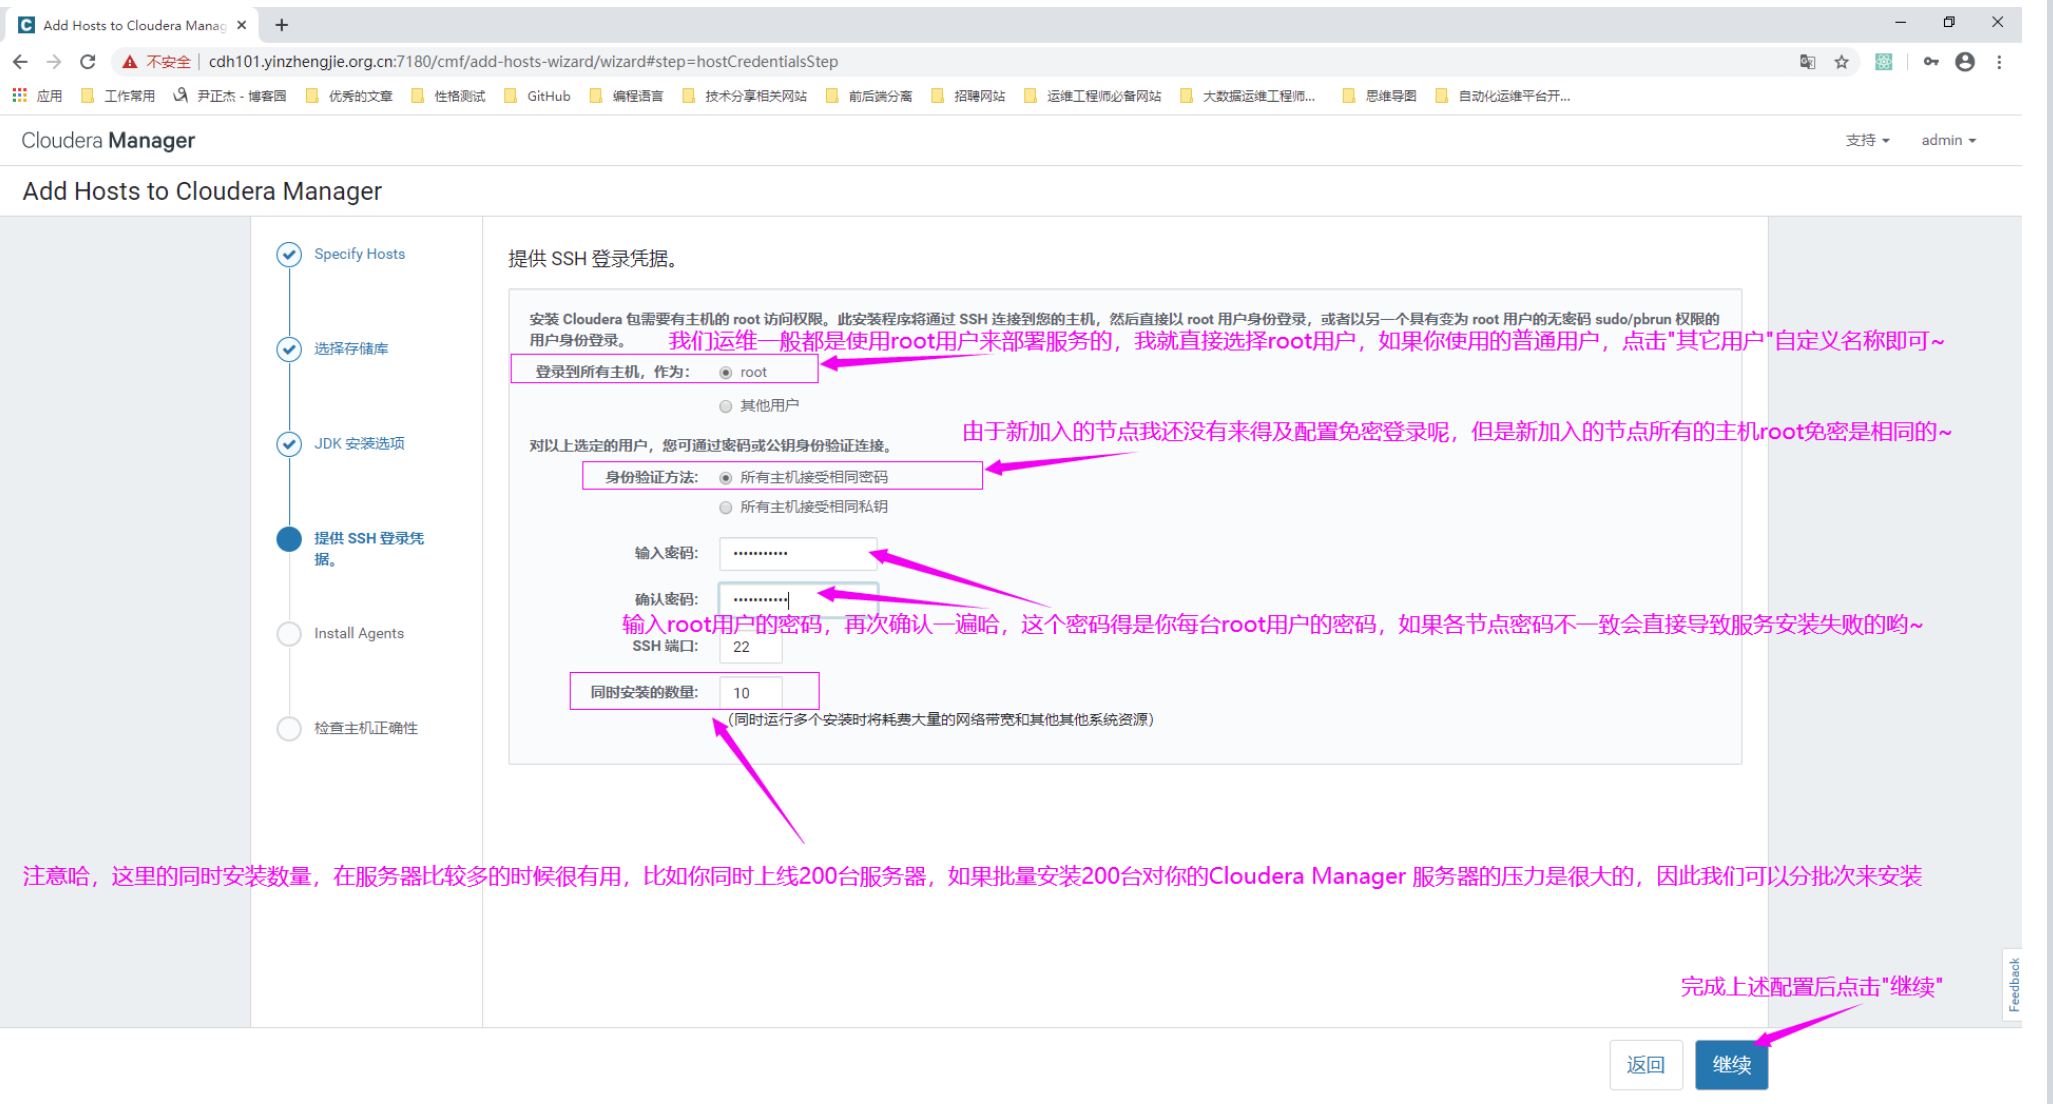 Add Hosts to Cloudera Manag
不安全 | cdh101.yinzhengjie.org.cn:7180/cmf/add-hosts-wizard/wizard#step=hostCredentialsStep
应用 工作常用 尹正杰 - 博客园 优秀的文章 性格测试 GitHub 编程语言 技术分享相关网站 前后端分离 招聘网站 运维工程师必备网站 大数据运维工程师... 思维导图 自动化运维平台开...
Cloudera Manager 支持 admin
Add Hosts to Cloudera Manager
Specify Hosts
选择存储库
JDK 安装选项
提供 SSH 登录凭
据。
Install Agents
检查主机正确性
提供 SSH 登录凭据。
安装 Cloudera 包需要有主机的 root 访问权限。此安装程序将通过 SSH 连接到您的主机，然后直接以 root 用户身份登录，或者以另一个具有变为 root 用户的无密码 sudo/pbrun 权限的
用户身份登录。
我们运维一般都是使用root用户来部署服务的，我就直接选择root用户，如果你使用的普通用户，点击"其它用户"自定义名称即可~
登录到所有主机，作为： root
其他用户
由于新加入的节点我还没有来得及配置免密登录呢，但是新加入的节点所有的主机root免密是相同的~
对以上选定的用户，您可通过密码或公钥身份验证连接。
身份验证方法: 所有主机接受相同密码
所有主机接受相同私钥
输入密码: •••••••••••
确认密码: •••••••••••
输入root用户的密码，再次确认一遍哈，这个密码得是你每台root用户的密码，如果各节点密码不一致会直接导致服务安装失败的哟~
SSH 端口: 22
同时安装的数量: 10
（同时运行多个安装时将耗费大量的网络带宽和其他其他系统资源）
注意哈，这里的同时安装数量，在服务器比较多的时候很有用，比如你同时上线200台服务器，如果批量安装200台对你的Cloudera Manager 服务器的压力是很大的，因此我们可以分批次来安装
Feedback
完成上述配置后点击"继续"
返回 继续